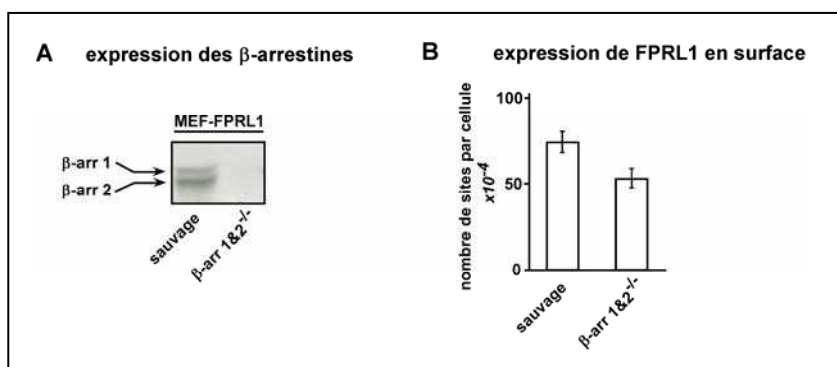 A expression des β-arrestines
MEF-FPRL1
β-arr 1
β-arr 2
sauvage
β-arr 1&2-/-
B expression de FPRL1 en surface
nombre de sites par cellule
x10-4
100
50
0
sauvage
β-arr 1&2-/-